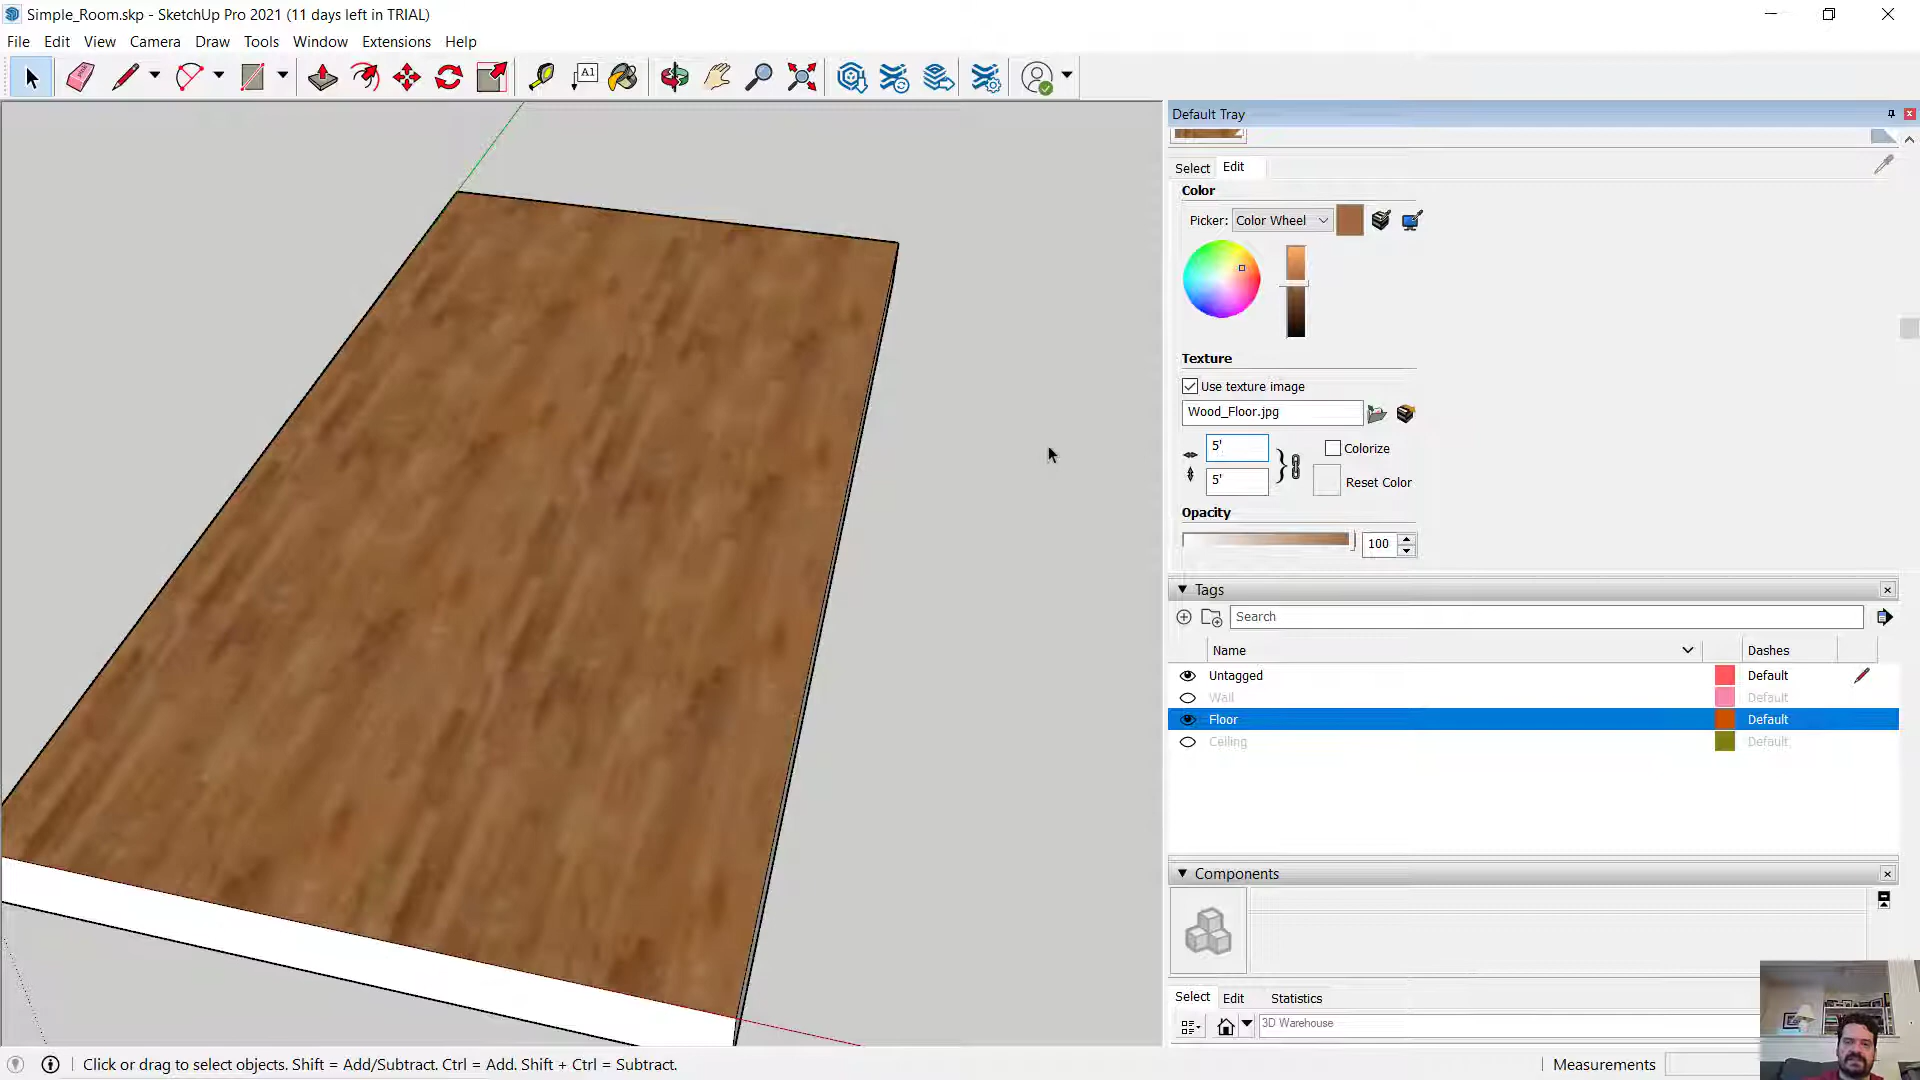 Simple_Room.skp - SketchUp Pro 2021 (11 days left in TRIAL)
File Edit View Camera Draw Tools Window Extensions Help
A1
Default Tray
Select Edit
Color
Picker: Color Wheel
Texture
Use texture image
Wood_Floor.jpg
5' Colorize
5' Reset Color
Opacity
100
Tags
Search
Name Dashes
Untagged Default
Wall Default
Floor Default
Ceiling Default
Components
Select Edit Statistics
3D Warehouse
Click or drag to select objects. Shift = Add/Subtract. Ctrl = Add. Shift + Ctrl = Subtract. Measurements